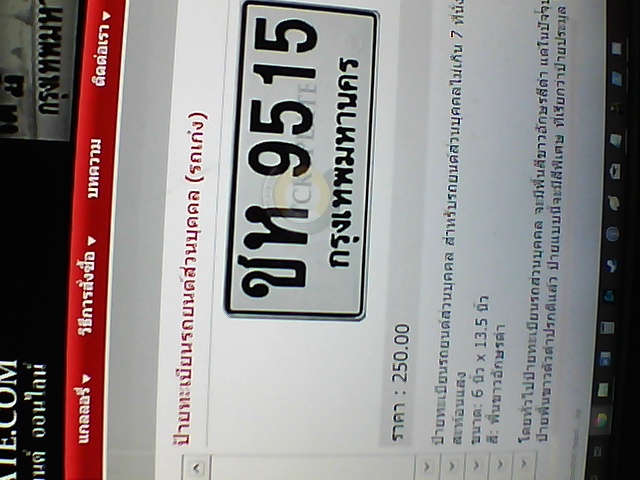 ATE.COM
ออนไลน์
กรุงเทพมหา
แกลลอรี่ ▼
วิธีการสั่งซื้อ ▼
บทความ
ติดต่อเรา ▼
ป้ายทะเบียนรถยนต์ส่วนบุคคล (รถเก๋ง)
ชห 9515
กรุงเทพมหานคร
ราคา : 250.00
ป้ายทะเบียนรถยนต์ส่วนบุคคล สำหรับรถยนต์ส่วนบุคคลไม่เกิน 7 ที่นั่ง
สะท้อนแสง
ขนาด: 6 นิ้ว x 13.5 นิ้ว
สี: พื้นขาวอักษรดำ
โดยทั่วไปป้ายทะเบียนรถส่วนบุคคล จะมีพื้นสีขาวอักษรสีดำ แต่ในปัจจุบัน
ป้ายพื้นขาวตัวดำปรกติแล้ว ป้ายแบบนี้จะมีสีพิเศษ ที่เรียกว่าป้ายประมูล